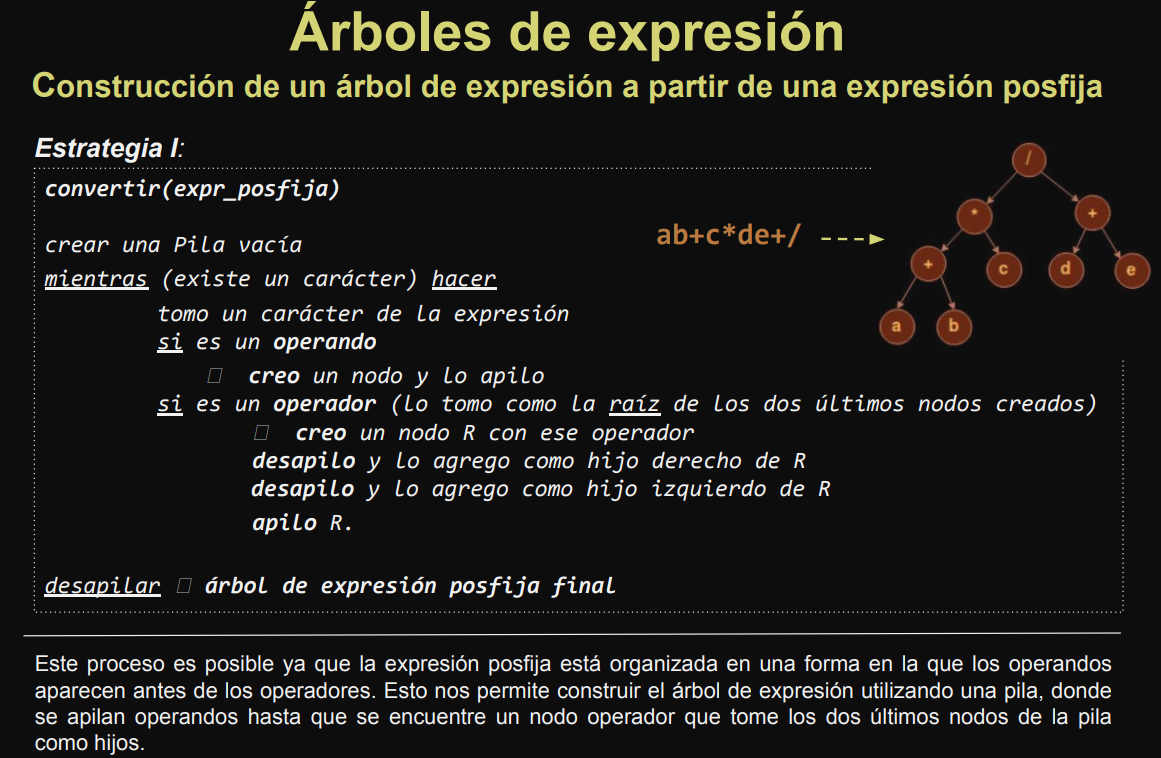 Árboles de expresión
Construcción de un árbol de expresión a partir de una expresión posfija
Estrategia I:
convertir(expr_posfija)
crear una Pila vacía
mientras (existe un carácter) hacer
tomo un carácter de la expresión
si es un operando
□ creo un nodo y lo apilo
si es un operador (lo tomo como la raíz de los dos últimos nodos creados)
□ creo un nodo R con ese operador
desapilo y lo agrego como hijo derecho de R
desapilo y lo agrego como hijo izquierdo de R
apilo R.
desapilar □ árbol de expresión posfija final
ab+c*de+/
/
* +
+ c d e
a b
Este proceso es posible ya que la expresión posfija está organizada en una forma en la que los operandos
aparecen antes de los operadores. Esto nos permite construir el árbol de expresión utilizando una pila, donde
se apilan operandos hasta que se encuentre un nodo operador que tome los dos últimos nodos de la pila
como hijos.